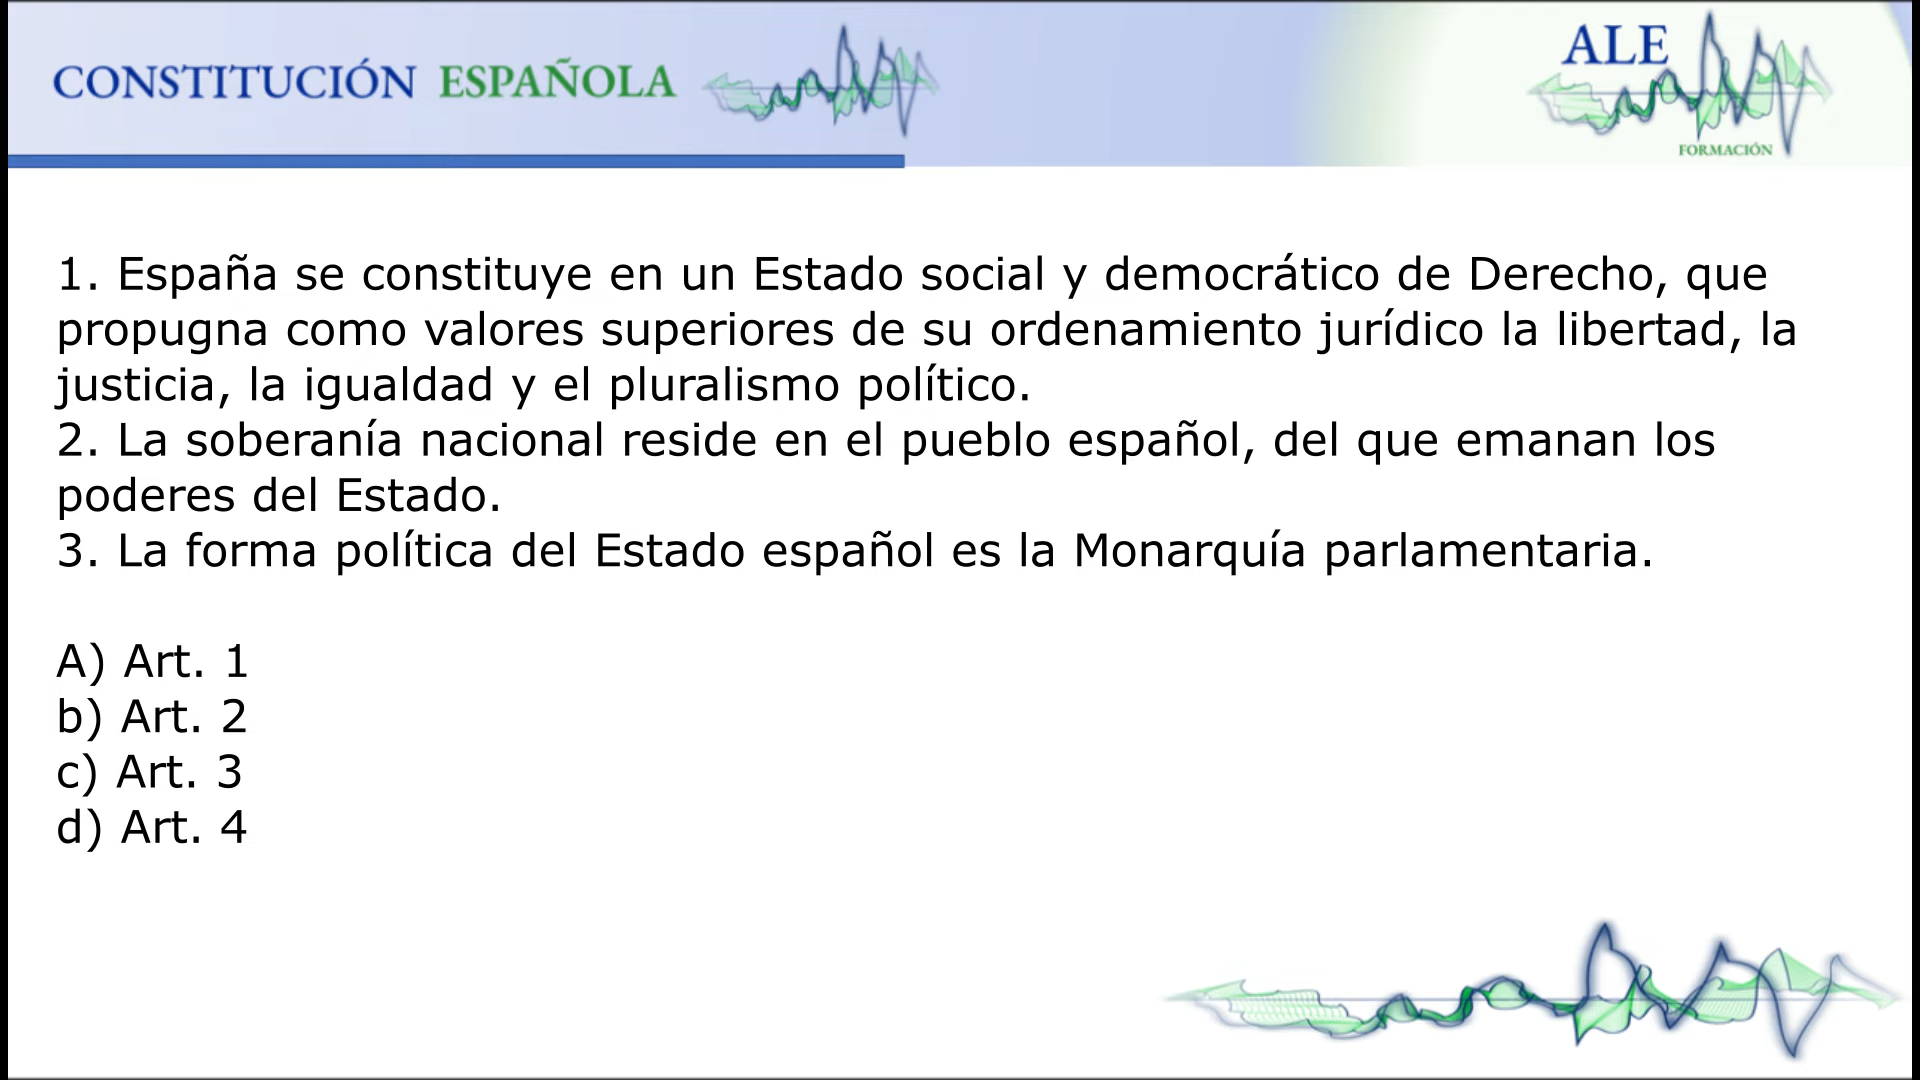 CONSTITUCIÓN ESPAÑOLA
ALE
FORMACIÓN
1. España se constituye en un Estado social y democrático de Derecho, que
propugna como valores superiores de su ordenamiento jurídico la libertad, la
justicia, la igualdad y el pluralismo político.
2. La soberanía nacional reside en el pueblo español, del que emanan los
poderes del Estado.
3. La forma política del Estado español es la Monarquía parlamentaria.
A) Art. 1
b) Art. 2
c) Art. 3
d) Art. 4